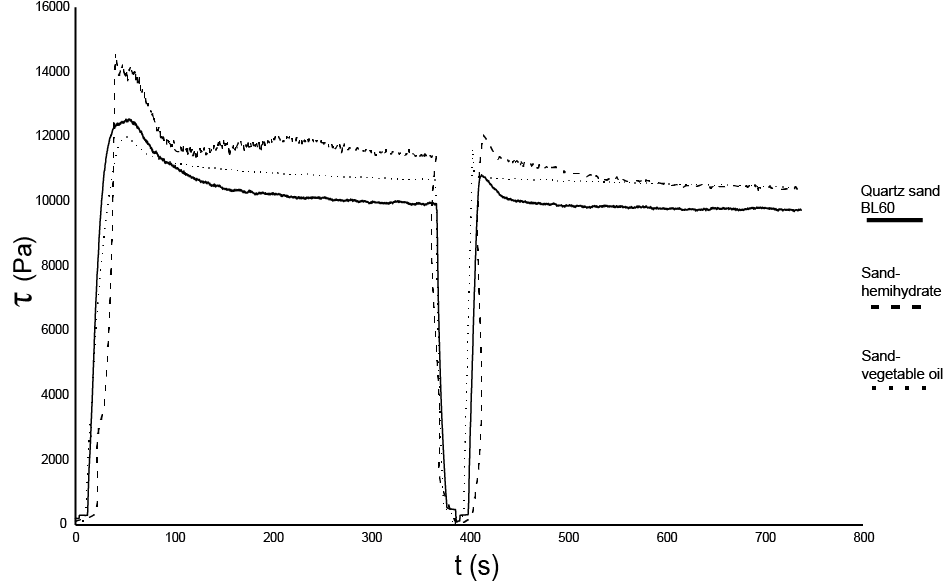 16000
14000
12000
10000
8000
6000
4000
2000
0
τ (Pa)
0 100 200 300 400 500 600 700 800
t (s)
Quartz sand
BL60
Sand-
hemihydrate
Sand-
vegetable oil